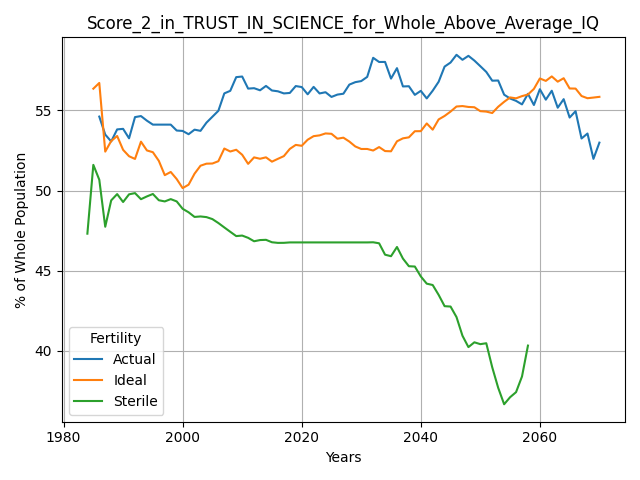 Score_2_in_TRUST_IN_SCIENCE_for_Whole_Above_Average_IQ
% of Whole Population
55
50
45
40
Fertility
Actual
Ideal
Sterile
1980
2000
2020
2040
2060
Years